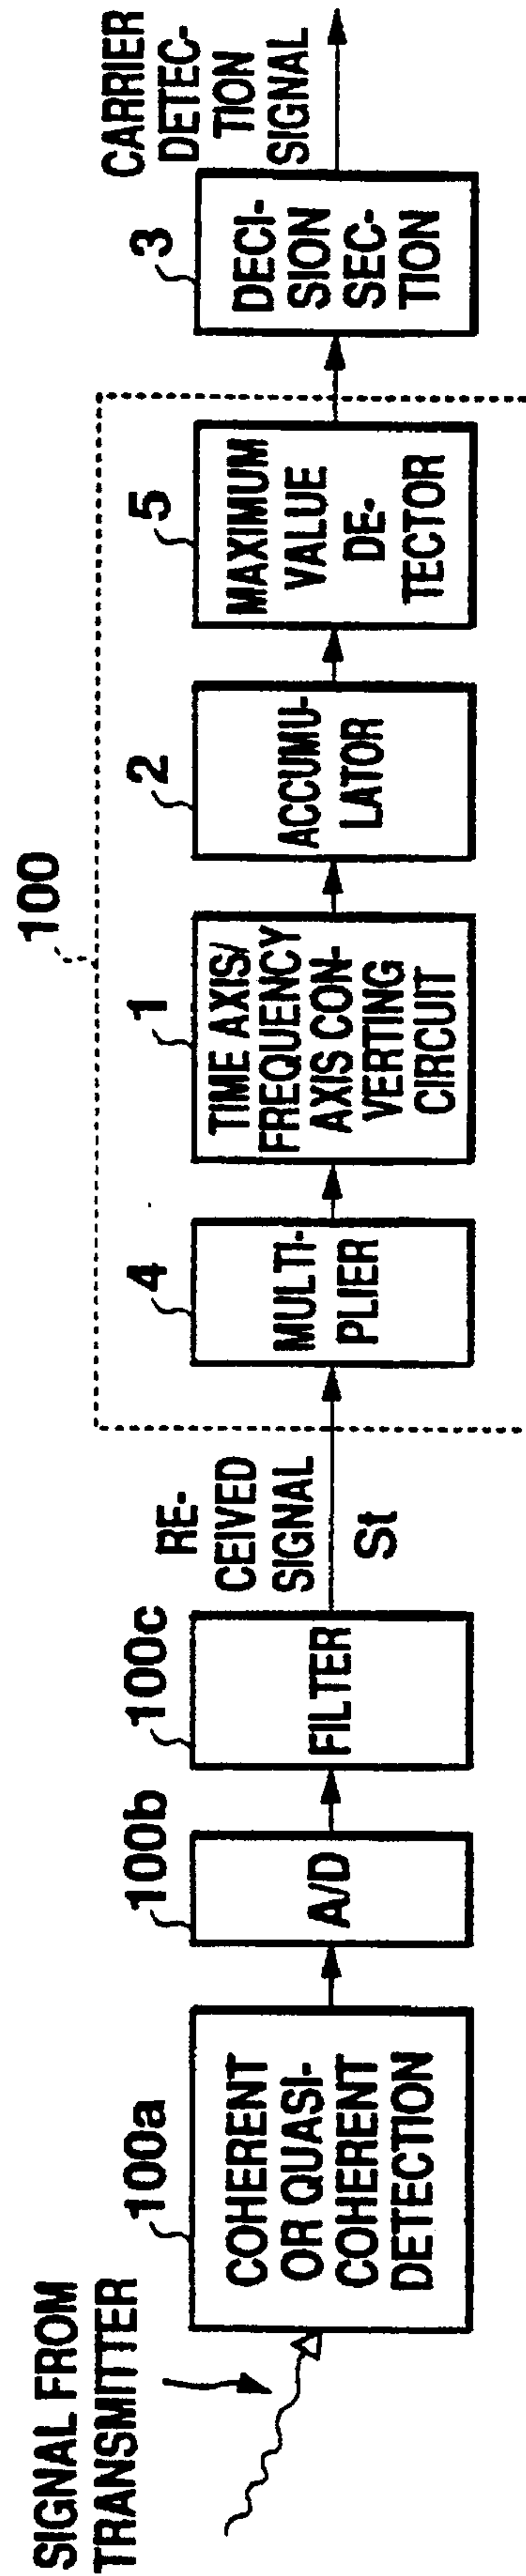 SIGNAL FROM
TRANSMITTER
100a
COHERENT
OR QUASI-
COHERENT
DETECTION
100b
A/D
100c
FILTER
RE-
CEIVED
SIGNAL
St
100
4
MULTI-
PLIER
1
TIME AXIS/
FREQUENCY
AXIS CON-
VERTING
CIRCUIT
2
ACCUMU-
LATOR
5
MAXIMUM
VALUE
DE-
TECTOR
3
DECI-
SION
SEC-
TION
CARRIER
DETEC-
TION
SIGNAL